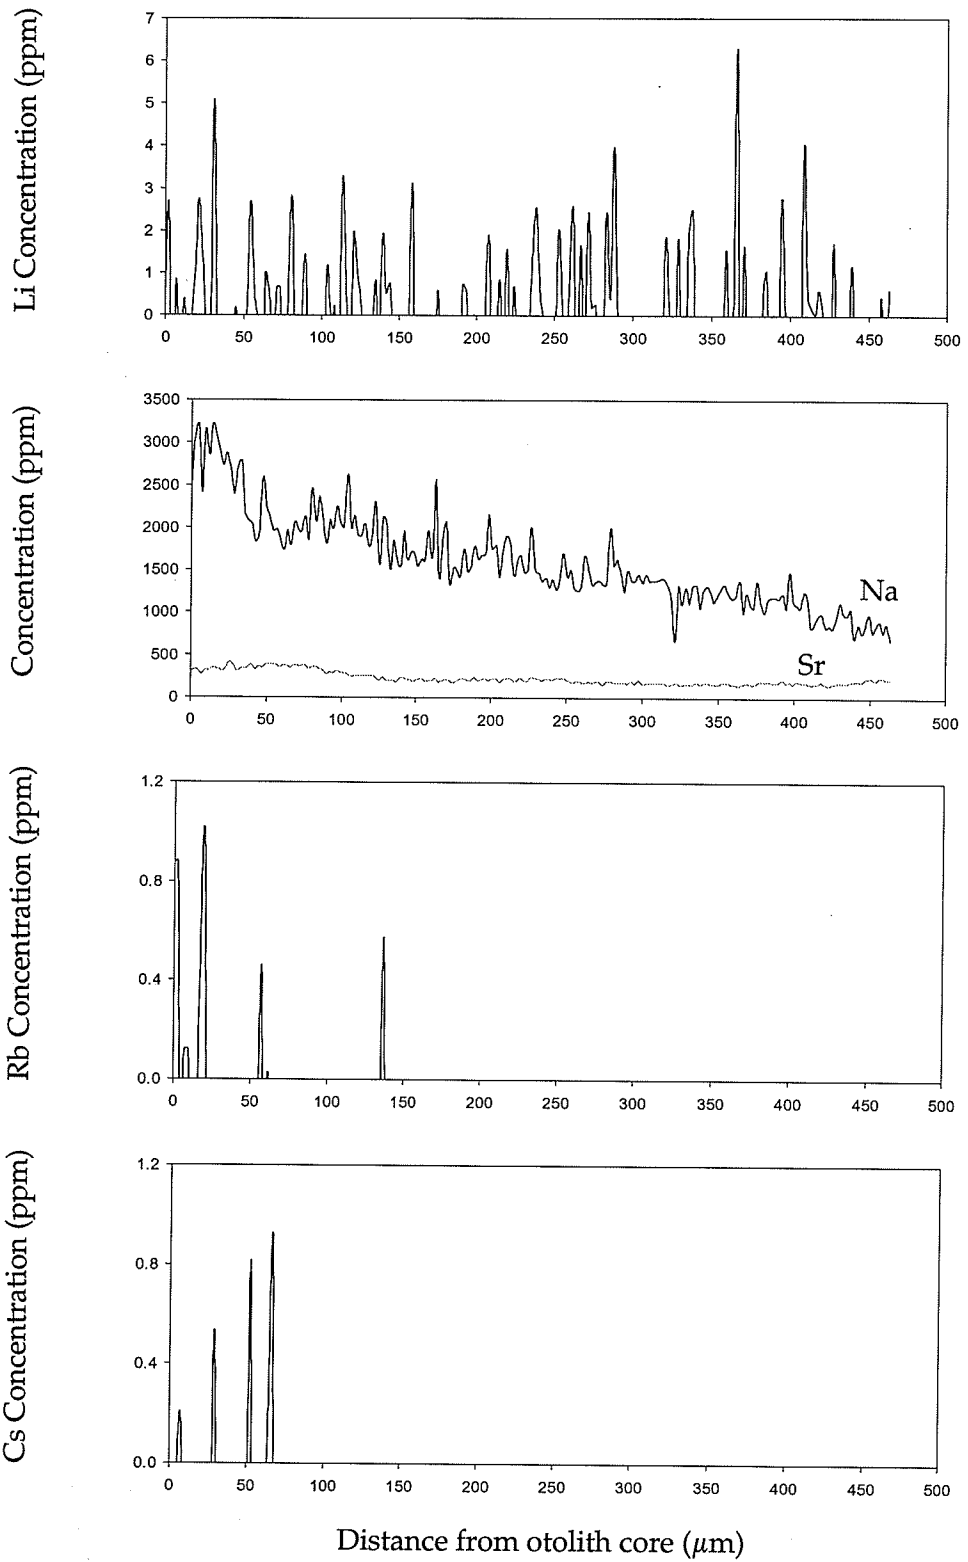 Li Concentration (ppm)
7
6
5
4
3
2
1
0
0 50 100 150 200 250 300 350 400 450 500
Concentration (ppm)
3500
3000
2500
2000
1500
1000
500
0
Na
Sr
0 50 100 150 200 250 300 350 400 450 500
Rb Concentration (ppm)
1.2
0.8
0.4
0.0
0 50 100 150 200 250 300 350 400 450 500
Cs Concentration (ppm)
1.2
0.8
0.4
0.0
0 50 100 150 200 250 300 350 400 450 500
Distance from otolith core (μm)